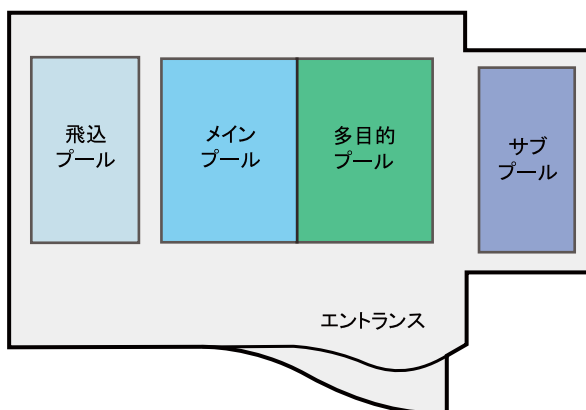 飛込
プール
メイン
プール
多目的
プール
サブ
プール
エントランス